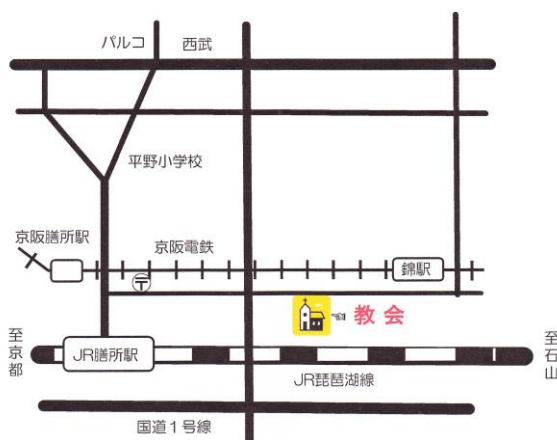 パルコ
西武
平野小学校
京阪膳所駅
京阪電鉄
錦駅
〒
教会
至京都
JR膳所駅
至石山
JR琵琶湖線
国道1号線